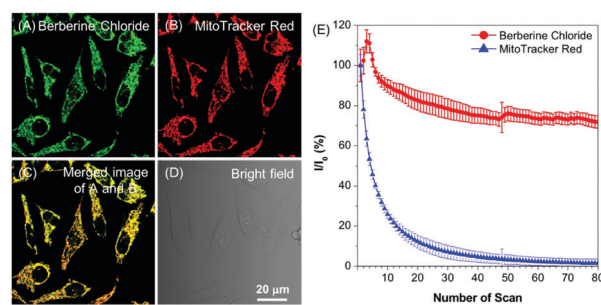 (A) Berberine Chloride
(B) MitoTracker Red
(C) Merged image
of A and B
(D) Bright field
20 μm
(E)
Berberine Chloride
MitoTracker Red
I/I₀ (%)
120
100
80
60
40
20
0
10 20 30 40 50 60 70 80
Number of Scan